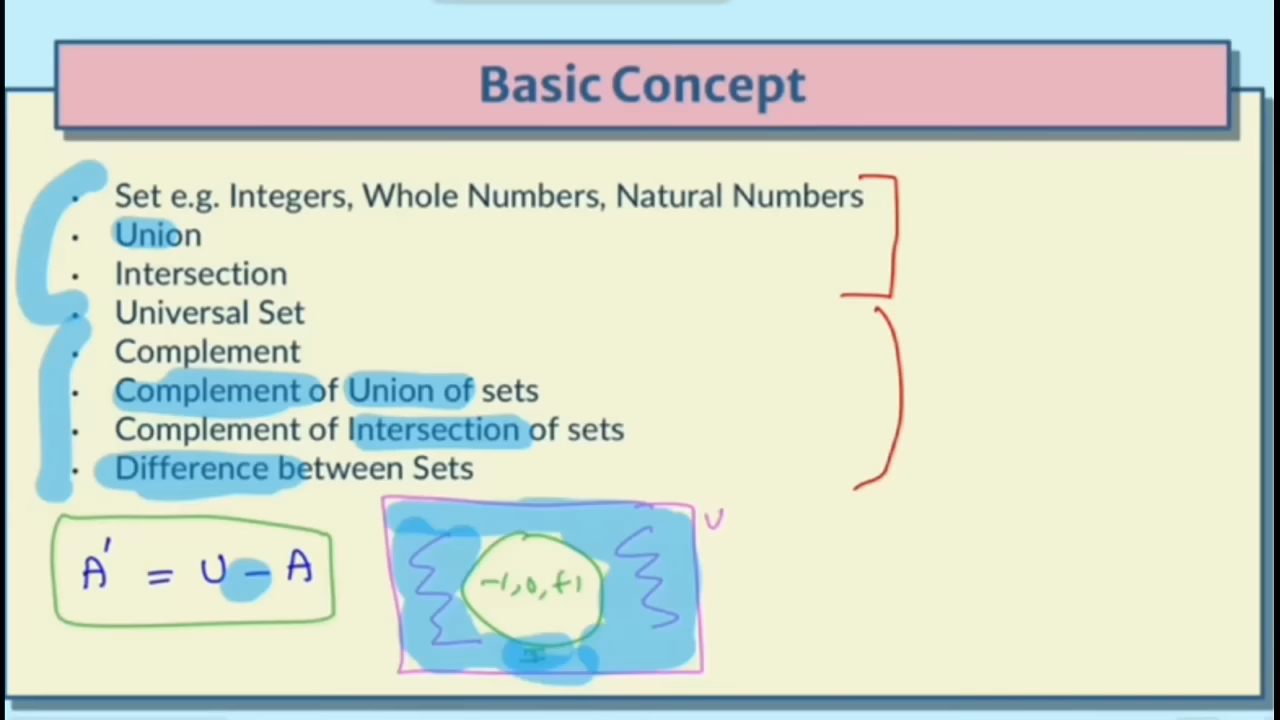 Basic Concept
· Set e.g. Integers, Whole Numbers, Natural Numbers
· Union
· Intersection
· Universal Set
· Complement
· Complement of Union of sets
· Complement of Intersection of sets
· Difference between Sets
A' = U - A
U
-1, 0, +1
I